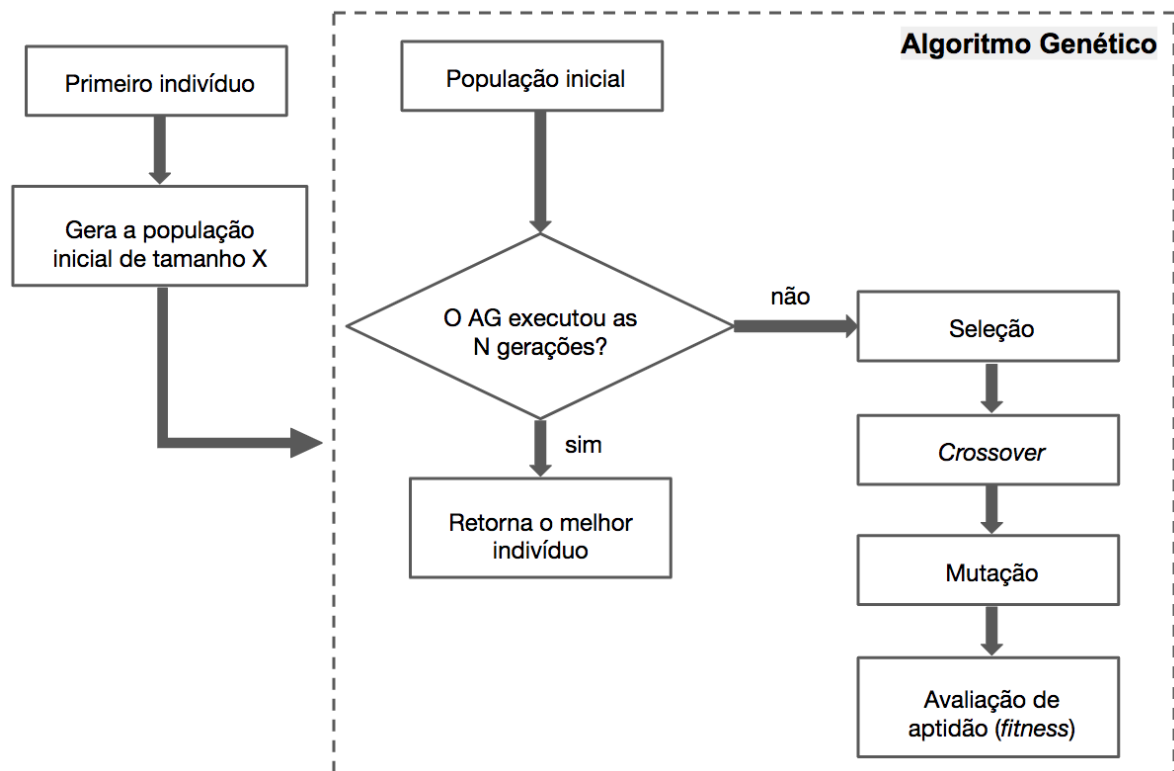 Algoritmo Genético
Primeiro indivíduo
Gera a população
inicial de tamanho X
População inicial
O AG executou as
N gerações?
não
sim
Retorna o melhor
indivíduo
Seleção
Crossover
Mutação
Avaliação de
aptidão (fitness)